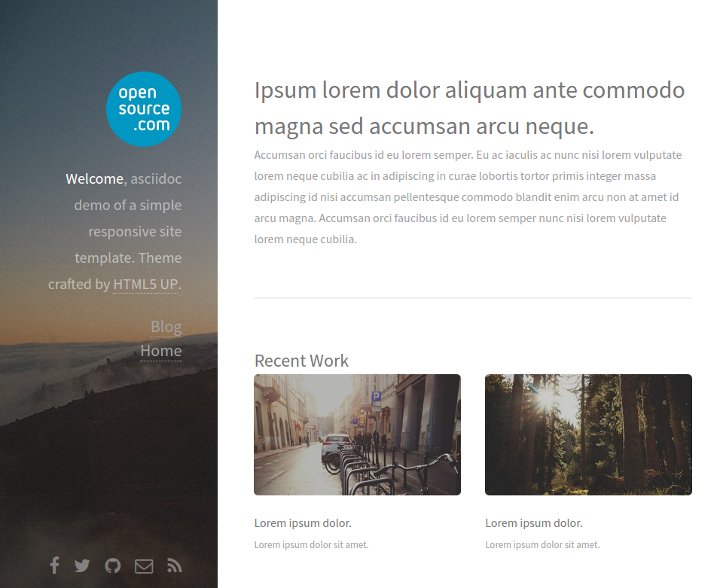 open
source
.com
Welcome, asciidoc
demo of a simple
responsive site
template. Theme
crafted by HTML5 UP.
Blog
Home
Ipsum lorem dolor aliquam ante commodo
magna sed accumsan arcu neque.
Accumsan orci faucibus id eu lorem semper. Eu ac iaculis ac nunc nisi lorem vulputate
lorem neque cubilia ac in adipiscing in curae lobortis tortor primis integer massa
adipiscing id nisi accumsan pellentesque commodo blandit enim arcu non at amet id
arcu magna. Accumsan orci faucibus id eu lorem semper nunc nisi lorem vulputate
lorem neque cubilia.
Recent Work
P
Lorem ipsum dolor.
Lorem ipsum dolor sit amet.
Lorem ipsum dolor.
Lorem ipsum dolor sit amet.